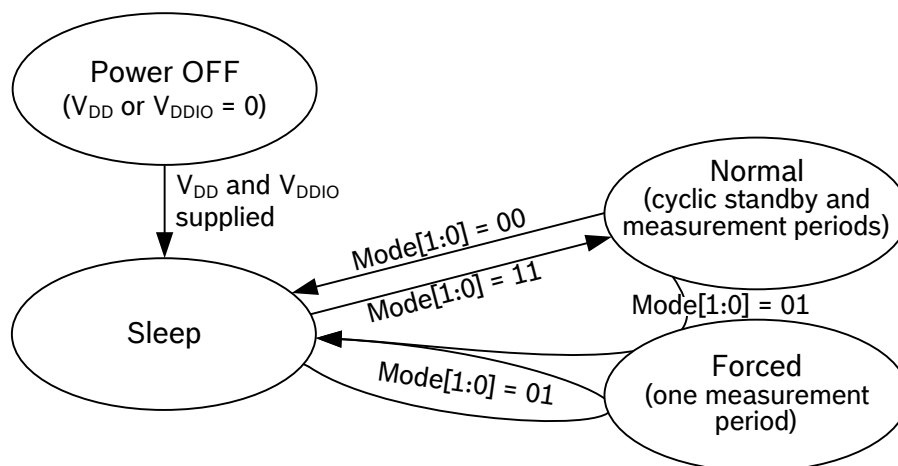 Power OFF
(VDD or VDDIO = 0)
VDD and VDDIO
supplied
Normal
(cyclic standby and
measurement periods)
Mode[1:0] = 00
Mode[1:0] = 11
Mode[1:0] = 01
Sleep
Forced
(one measurement
period)
Mode[1:0] = 01